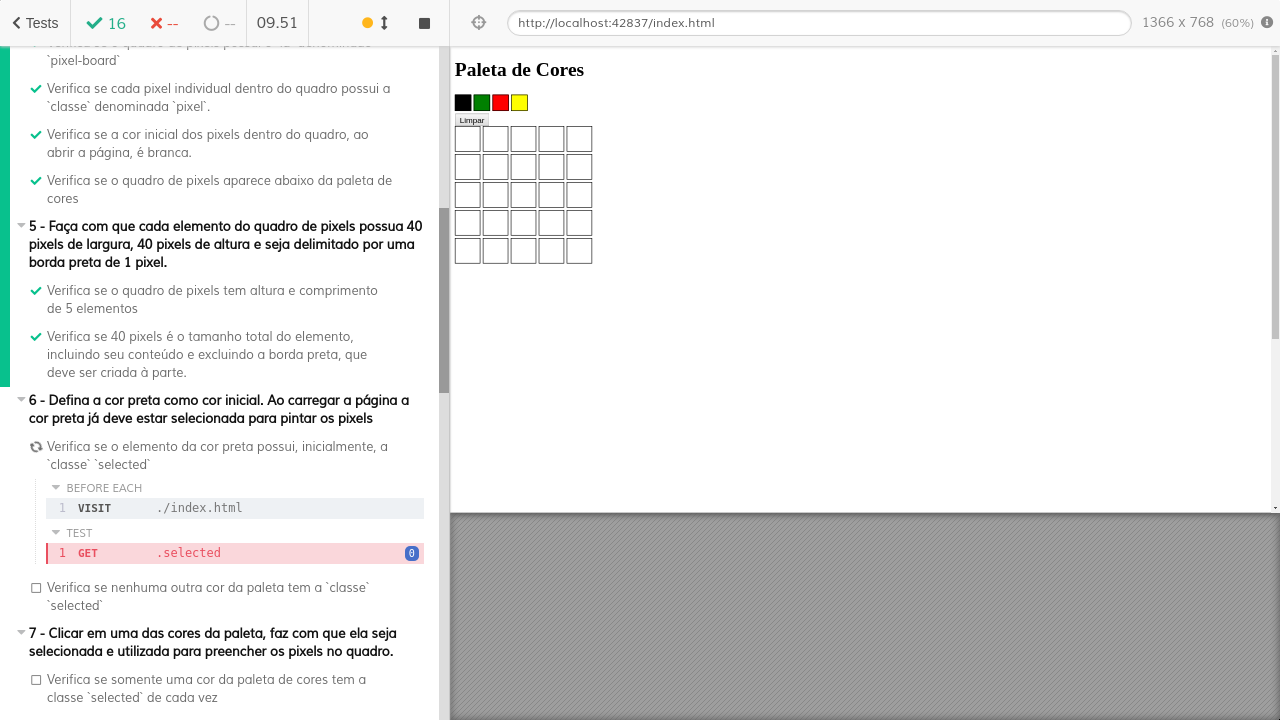 Tests
16
--
--
09.51
http://localhost:42837/index.html
1366 x 768 (60%)
`pixel-board`
Verifica se cada pixel individual dentro do quadro possui a
`classe` denominada `pixel`.
Verifica se a cor inicial dos pixels dentro do quadro, ao
abrir a página, é branca.
Verifica se o quadro de pixels aparece abaixo da paleta de
cores
5 - Faça com que cada elemento do quadro de pixels possua 40
pixels de largura, 40 pixels de altura e seja delimitado por uma
borda preta de 1 pixel.
Verifica se o quadro de pixels tem altura e comprimento
de 5 elementos
Verifica se 40 pixels é o tamanho total do elemento,
incluindo seu conteúdo e excluindo a borda preta, que
deve ser criada à parte.
6 - Defina a cor preta como cor inicial. Ao carregar a página a
cor preta já deve estar selecionada para pintar os pixels
Verifica se o elemento da cor preta possui, inicialmente, a
`classe` `selected`
BEFORE EACH
1 VISIT ./index.html
TEST
1 GET .selected 0
Verifica se nenhuma outra cor da paleta tem a `classe`
`selected`
7 - Clicar em uma das cores da paleta, faz com que ela seja
selecionada e utilizada para preencher os pixels no quadro.
Verifica se somente uma cor da paleta de cores tem a
classe `selected` de cada vez
Paleta de Cores
Limpar